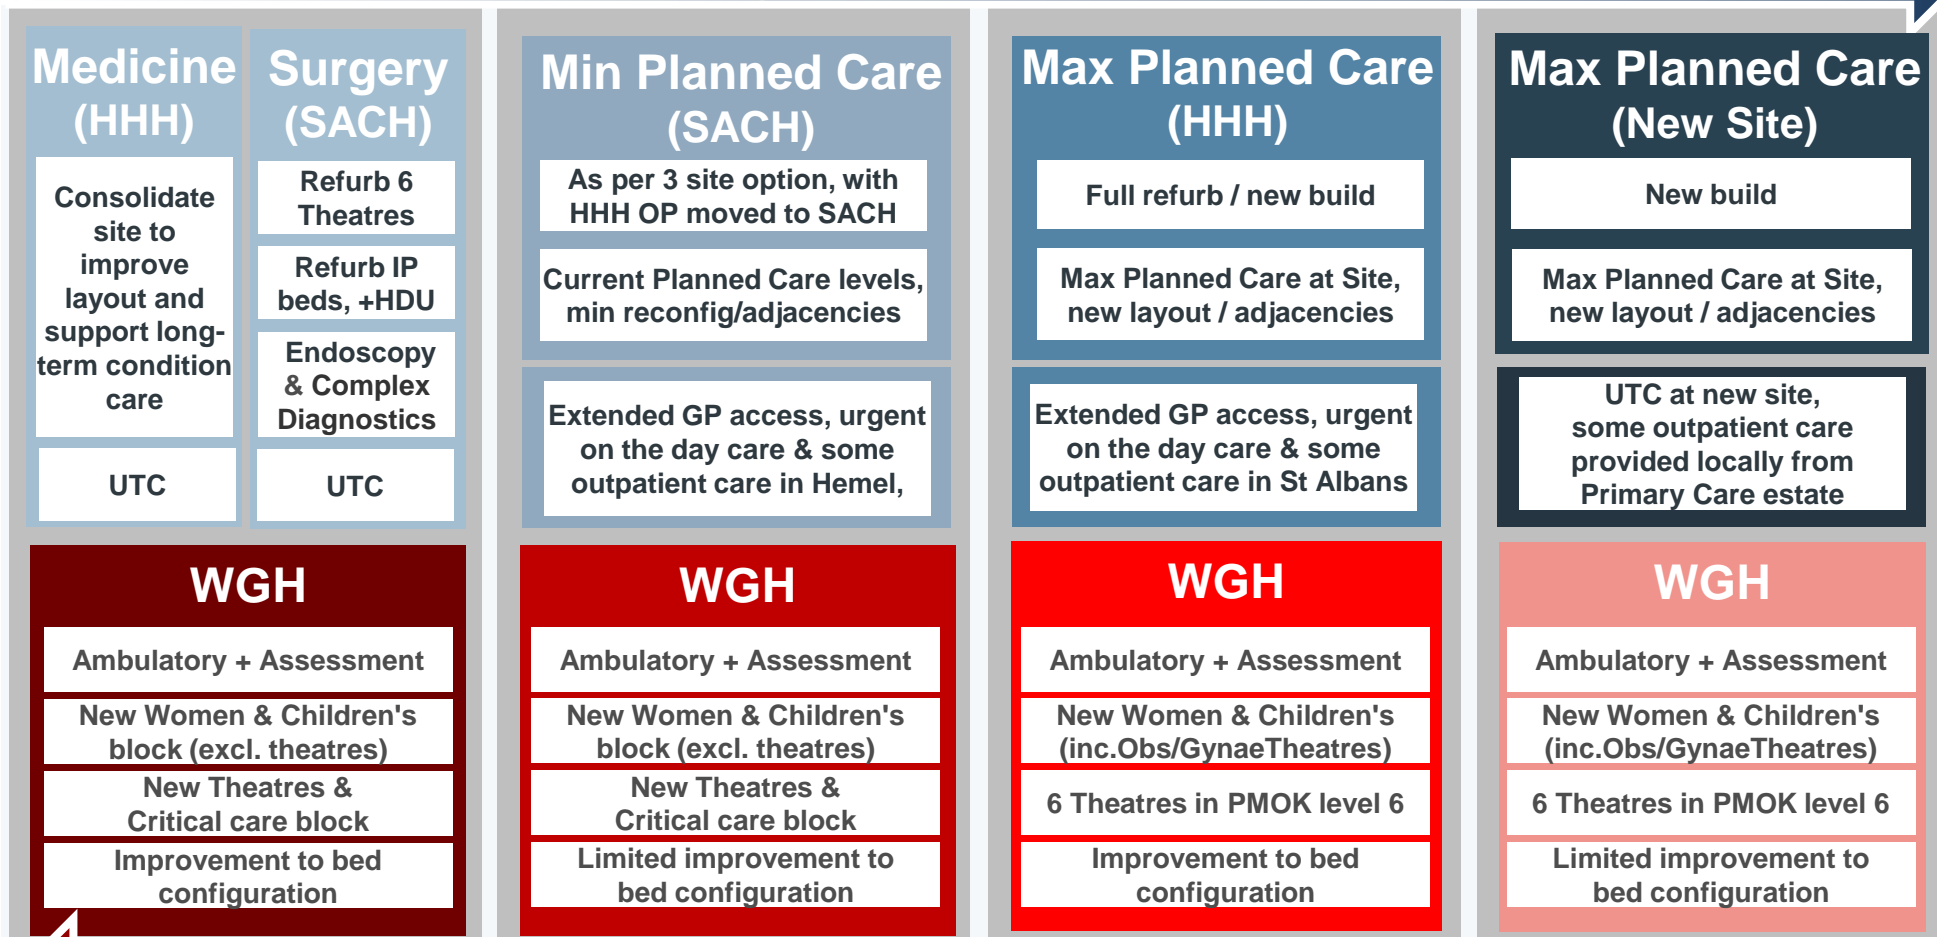 Medicine
(HHH)
Consolidate
site to
improve
layout and
support long-
term condition
care
UTC
Surgery
(SACH)
Refurb 6
Theatres
Refurb IP
beds, +HDU
Endoscopy
& Complex
Diagnostics
UTC
WGH
Ambulatory + Assessment
New Women & Children's
block (excl. theatres)
New Theatres &
Critical care block
Improvement to bed
configuration
Min Planned Care
(SACH)
As per 3 site option, with
HHH OP moved to SACH
Current Planned Care levels,
min reconfig/adjacencies
Extended GP access, urgent
on the day care & some
outpatient care in Hemel,
WGH
Ambulatory + Assessment
New Women & Children's
block (excl. theatres)
New Theatres &
Critical care block
Limited improvement to
bed configuration
Max Planned Care
(HHH)
Full refurb / new build
Max Planned Care at Site,
new layout / adjacencies
Extended GP access, urgent
on the day care & some
outpatient care in St Albans
WGH
Ambulatory + Assessment
New Women & Children's
(inc.Obs/GynaeTheatres)
6 Theatres in PMOK level 6
Improvement to bed
configuration
Max Planned Care
(New Site)
New build
Max Planned Care at Site,
new layout / adjacencies
UTC at new site,
some outpatient care
provided locally from
Primary Care estate
WGH
Ambulatory + Assessment
New Women & Children's
(inc.Obs/GynaeTheatres)
6 Theatres in PMOK level 6
Limited improvement to
bed configuration